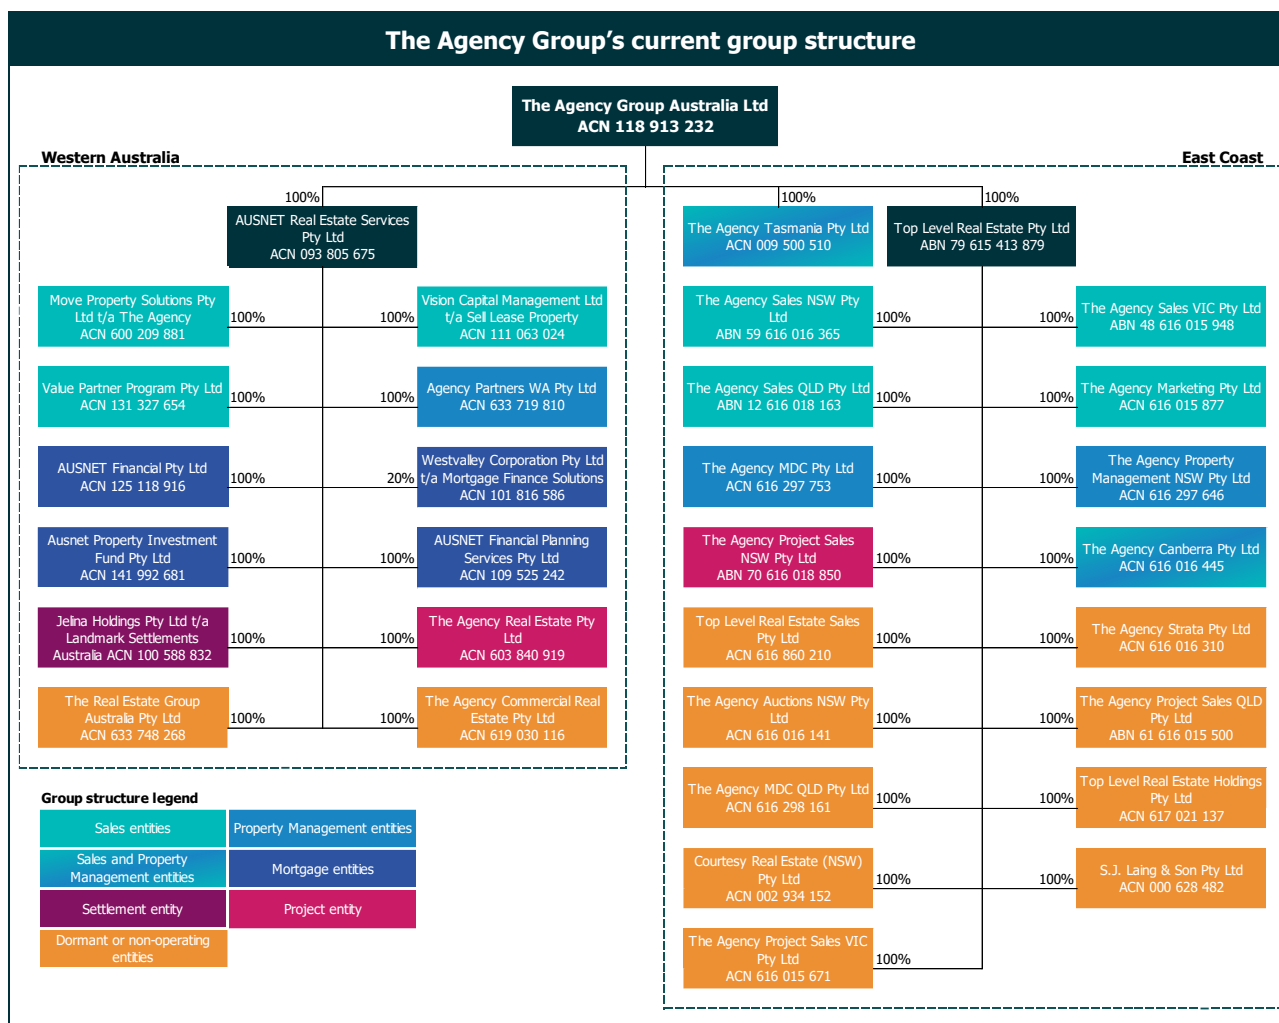 The Agency Group's current group structure
The Agency Group Australia Ltd
ACN 118 913 232
Western Australia
East Coast
100%
100%
100%
AUSNET Real Estate Services
Pty Ltd
ACN 093 805 675
The Agency Tasmania Pty Ltd
ACN 009 500 510
Top Level Real Estate Pty Ltd
ABN 79 615 413 879
Move Property Solutions Pty
Ltd t/a The Agency
ACN 600 209 881
100%
100%
Vision Capital Management Ltd
t/a Sell Lease Property
ACN 111 063 024
Value Partner Program Pty Ltd
ACN 131 327 654
100%
100%
Agency Partners WA Pty Ltd
ACN 633 719 810
AUSNET Financial Pty Ltd
ACN 125 118 916
100%
20%
Westvalley Corporation Pty Ltd
t/a Mortgage Finance Solutions
ACN 101 816 586
Ausnet Property Investment
Fund Pty Ltd
ACN 141 992 681
100%
100%
AUSNET Financial Planning
Services Pty Ltd
ACN 109 525 242
Jelina Holdings Pty Ltd t/a
Landmark Settlements
Australia ACN 100 588 832
100%
100%
The Agency Real Estate Pty
Ltd
ACN 603 840 919
The Real Estate Group
Australia Pty Ltd
ACN 633 748 268
100%
100%
The Agency Commercial Real
Estate Pty Ltd
ACN 619 030 116
The Agency Sales NSW Pty
Ltd
ABN 59 616 016 365
100%
100%
The Agency Sales VIC Pty Ltd
ABN 48 616 015 948
The Agency Sales QLD Pty Ltd
ABN 12 616 018 163
100%
100%
The Agency Marketing Pty Ltd
ACN 616 015 877
The Agency MDC Pty Ltd
ACN 616 297 753
100%
100%
The Agency Property
Management NSW Pty Ltd
ACN 616 297 646
The Agency Project Sales
NSW Pty Ltd
ABN 70 616 018 850
100%
100%
The Agency Canberra Pty Ltd
ACN 616 016 445
Top Level Real Estate Sales
Pty Ltd
ACN 616 860 210
100%
100%
The Agency Strata Pty Ltd
ACN 616 016 310
The Agency Auctions NSW Pty
Ltd
ACN 616 016 141
100%
100%
The Agency Project Sales QLD
Pty Ltd
ABN 61 616 015 500
The Agency MDC QLD Pty Ltd
ACN 616 298 161
100%
100%
Top Level Real Estate Holdings
Pty Ltd
ACN 617 021 137
Courtesy Real Estate (NSW)
Pty Ltd
ACN 002 934 152
100%
100%
S.J. Laing & Son Pty Ltd
ACN 000 628 482
The Agency Project Sales VIC
Pty Ltd
ACN 616 015 671
100%
Group structure legend
Sales entities
Property Management entities
Sales and Property
Management entities
Mortgage entities
Settlement entity
Project entity
Dormant or non-operating
entities